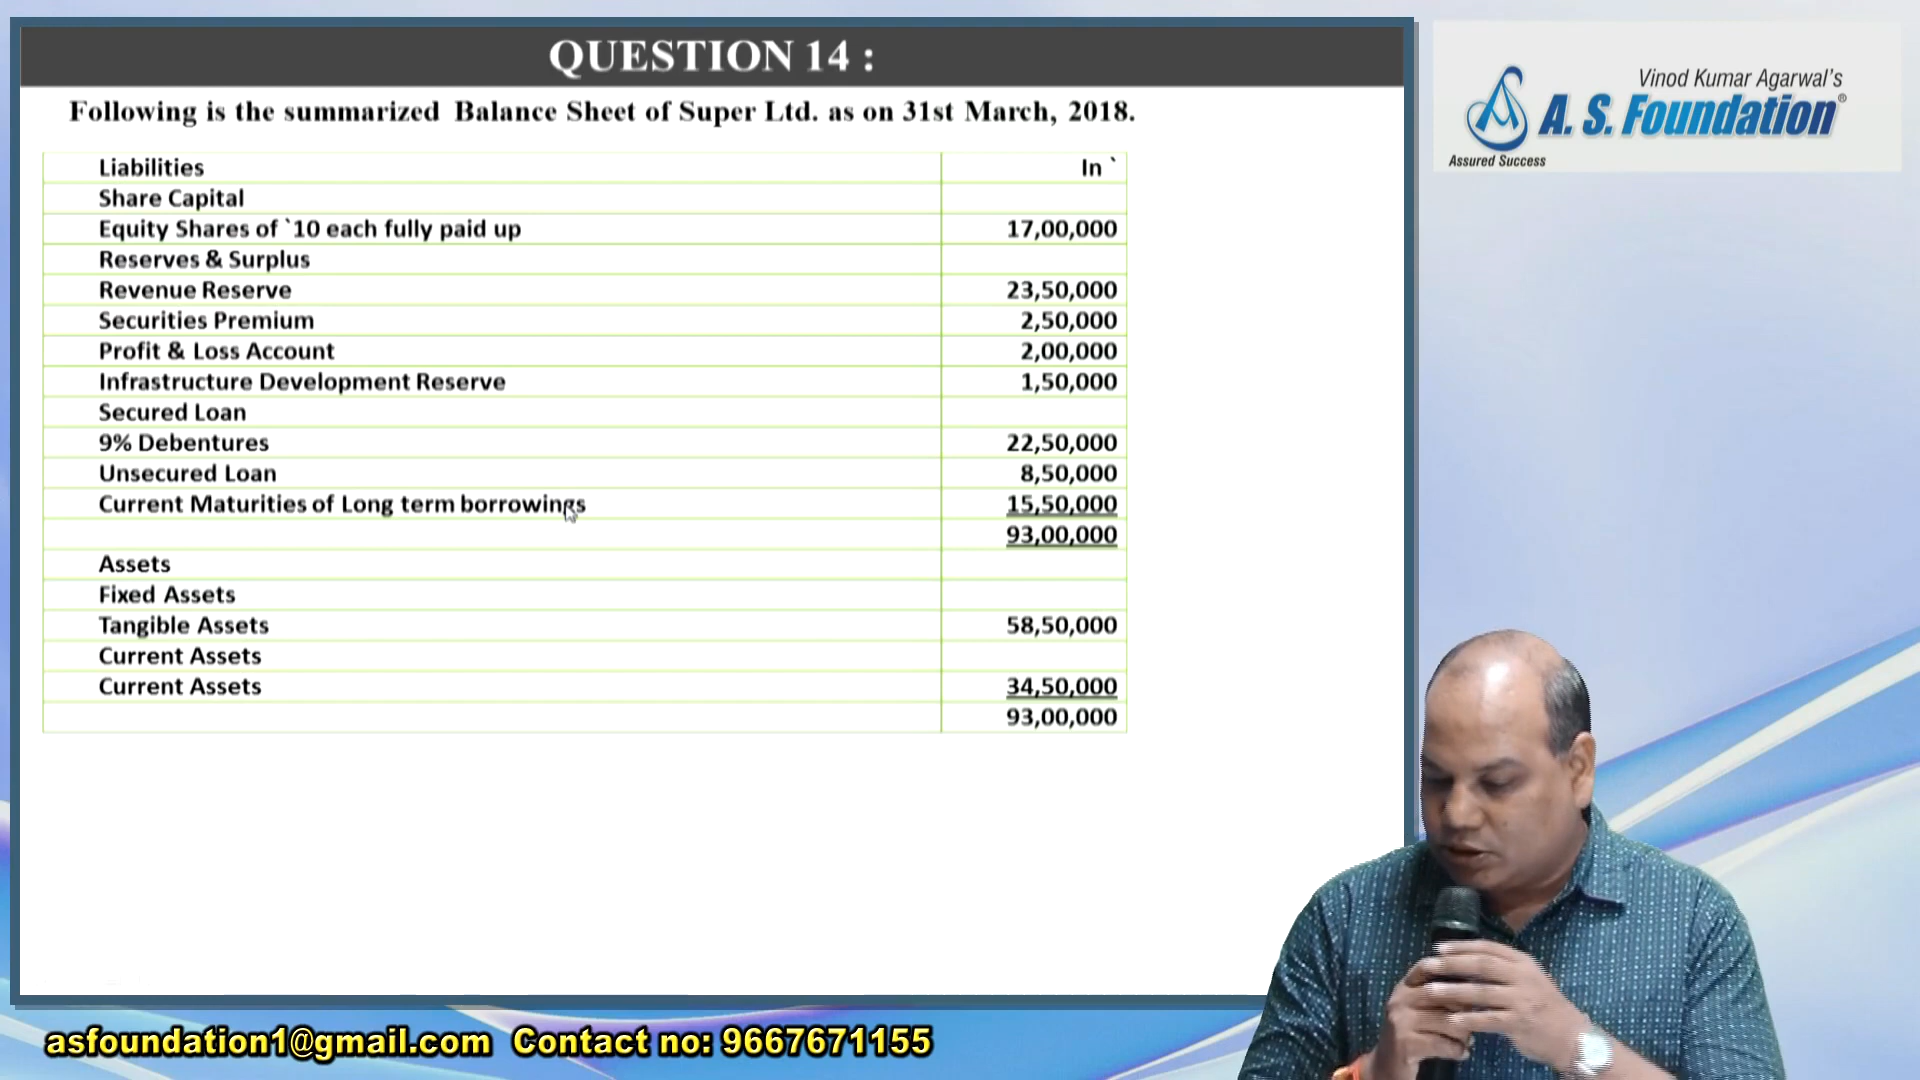 QUESTION 14 :
Following is the summarized Balance Sheet of Super Ltd. as on 31st March, 2018.
Liabilities In `
Share Capital
Equity Shares of `10 each fully paid up 17,00,000
Reserves & Surplus
Revenue Reserve 23,50,000
Securities Premium 2,50,000
Profit & Loss Account 2,00,000
Infrastructure Development Reserve 1,50,000
Secured Loan
9% Debentures 22,50,000
Unsecured Loan 8,50,000
Current Maturities of Long term borrowings 15,50,000
93,00,000
Assets
Fixed Assets
Tangible Assets 58,50,000
Current Assets
Current Assets 34,50,000
93,00,000
Vinod Kumar Agarwal's
A. S. Foundation®
Assured Success
asfoundation1@gmail.com Contact no: 9667671155